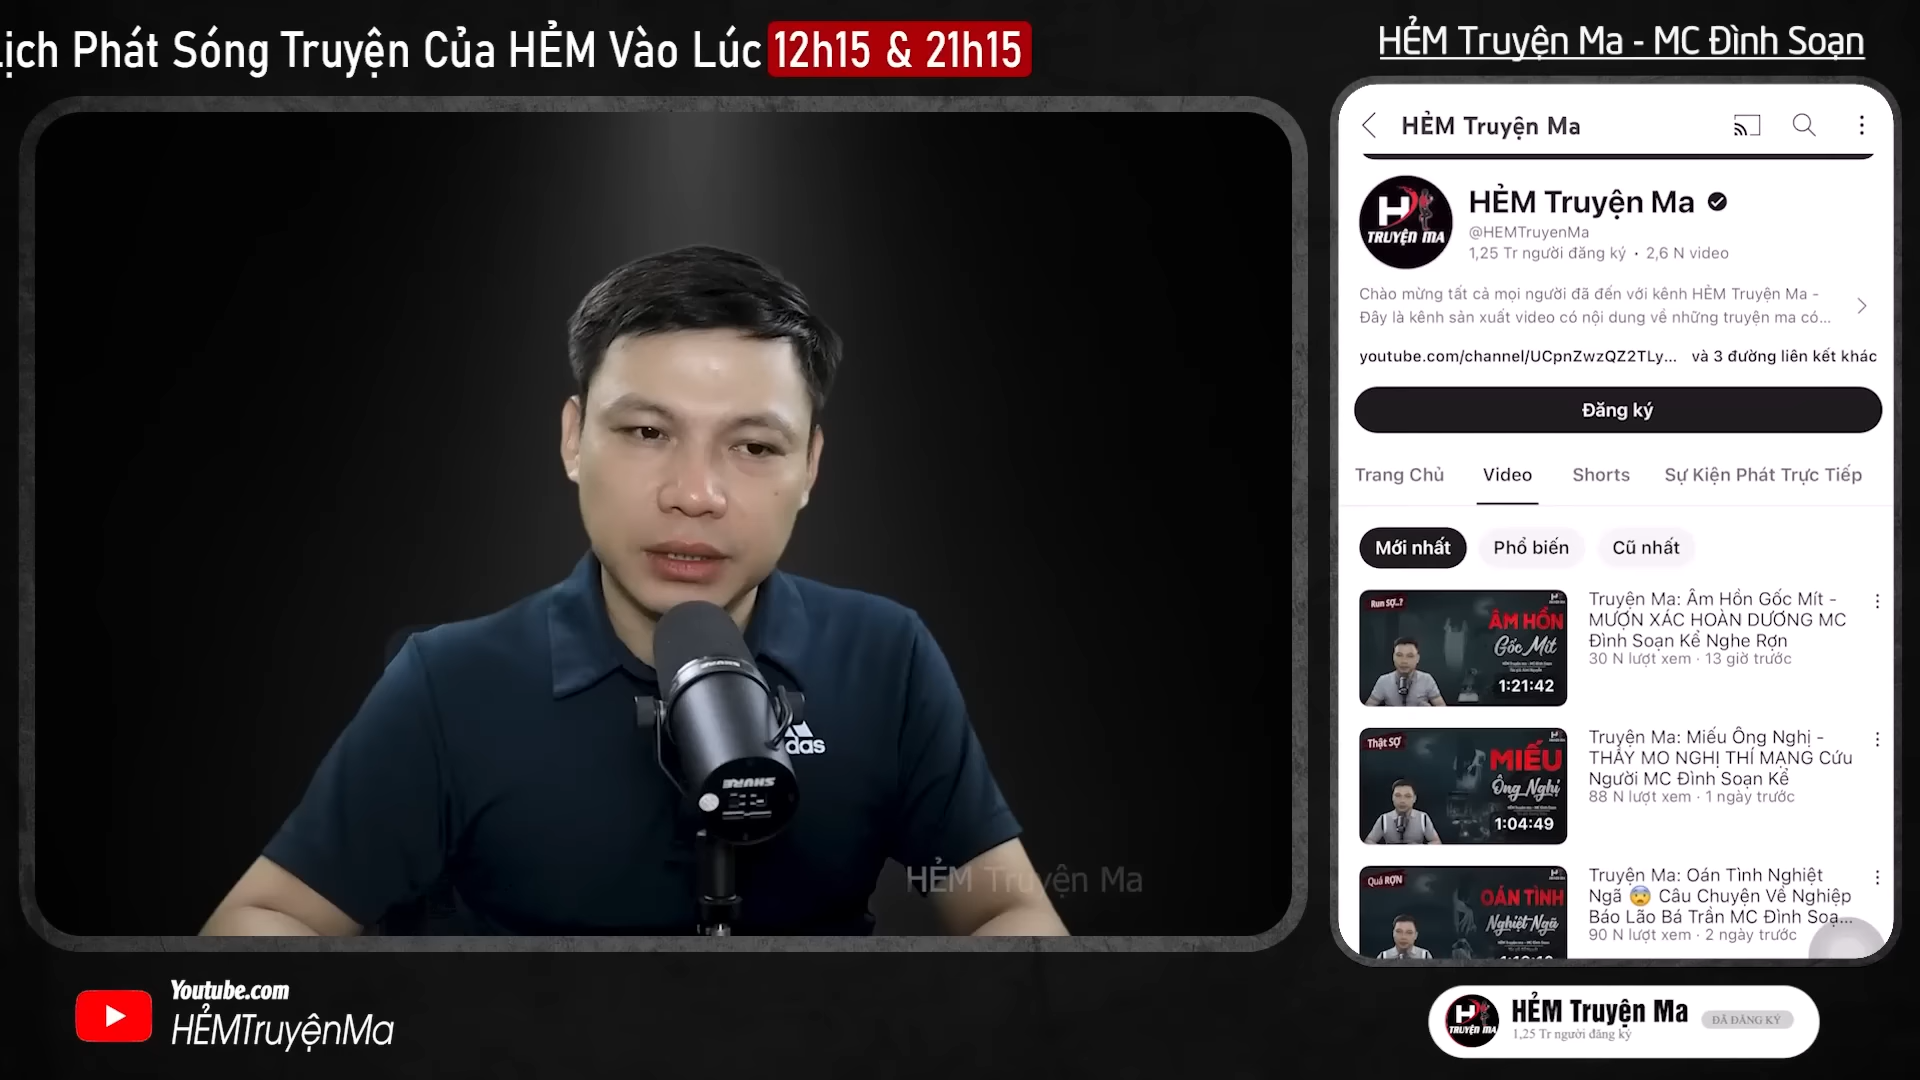 Lịch Phát Sóng Truyện Của HẺM Vào Lúc 12h15 & 21h15
HẺM Truyện Ma - MC Đình Soạn
HẺM Truyện Ma
H
TRUYỆN MA
HẺM Truyện Ma
@HEMTruyenMa
1,25 Tr người đăng ký • 2,6 N video
Chào mừng tất cả mọi người đã đến với kênh HẺM Truyện Ma -
Đây là kênh sản xuất video có nội dung về những truyện ma có...
youtube.com/channel/UCpnZwzQZ2TLy... và 3 đường liên kết khác
Đăng ký
Trang Chủ Video Shorts Sự Kiện Phát Trực Tiếp
Mới nhất Phổ biến Cũ nhất
Run SỢ..?
ÂM HỒN
Gốc Mít
1:21:42
Truyện Ma: Âm Hồn Gốc Mít -
MƯỢN XÁC HOÀN DƯƠNG MC
Đình Soạn Kể Nghe Rợn
30 N lượt xem · 13 giờ trước
Thật SỢ
MIẾU
Ông Nghị
1:04:49
Truyện Ma: Miếu Ông Nghị -
THẦY MO NGHỊ THÍ MẠNG Cứu
Người MC Đình Soạn Kể
88 N lượt xem · 1 ngày trước
Quá RỢN
OÁN TÌNH
Nghiệt Ngã
Truyện Ma: Oán Tình Nghiệt
Ngã 😨 Câu Chuyện Về Nghiệp
Báo Lão Bá Trần MC Đình Soạ...
90 N lượt xem · 2 ngày trước
das
SHURE
HẺM Truyện Ma
Youtube.com
HẺMTruyệnMa
H
TRUYỆN MA
HẺM Truyện Ma
1,25 Tr người đăng ký
ĐÃ ĐĂNG KÝ